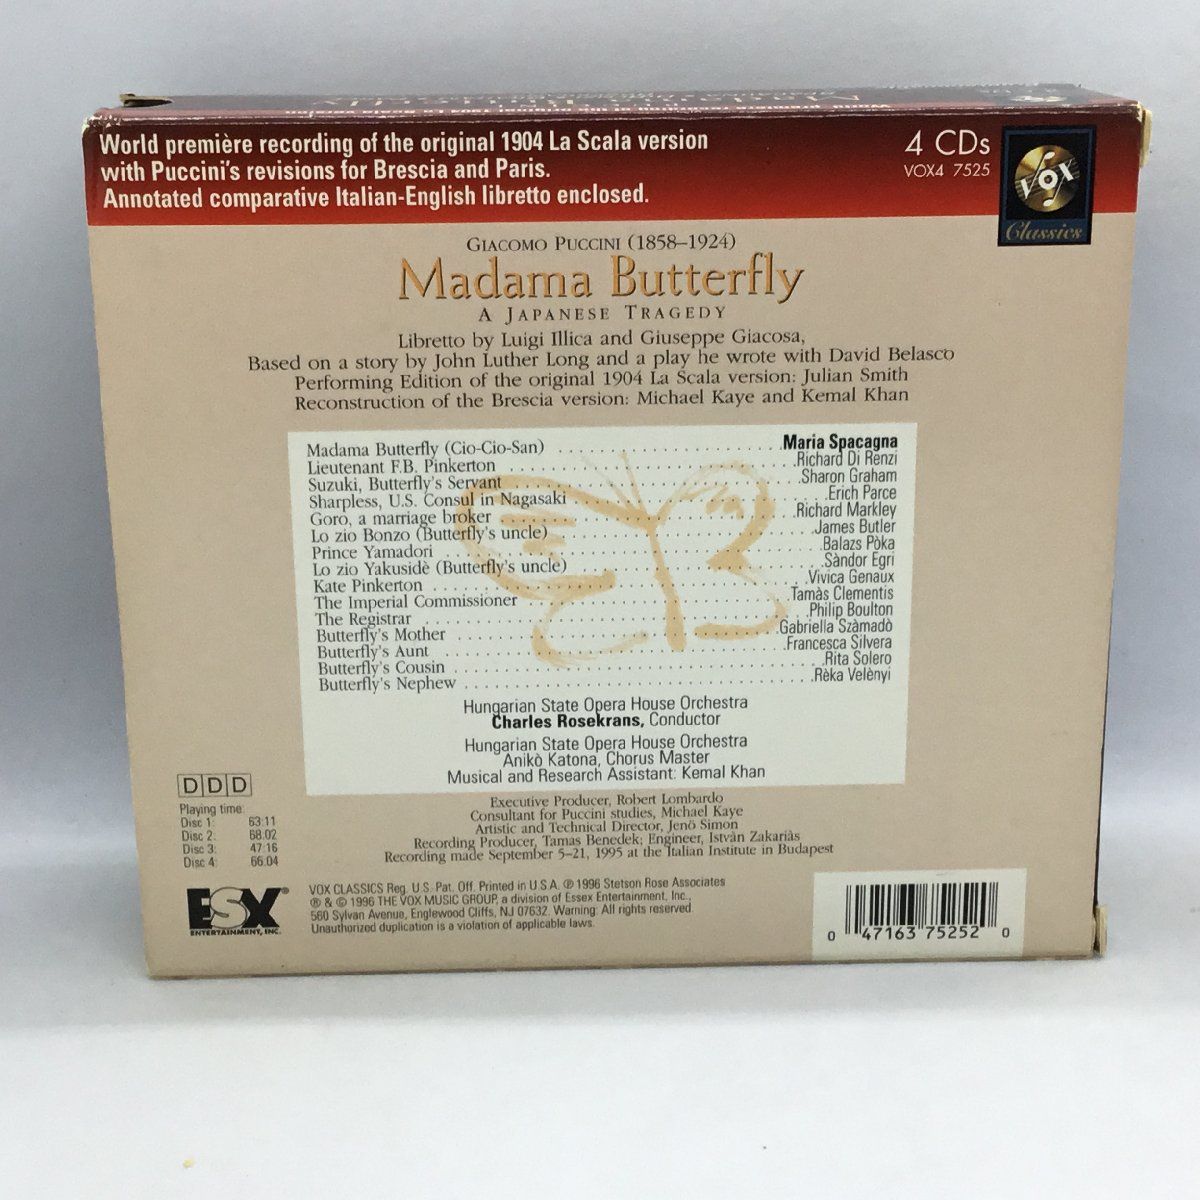 World première recording of the original 1904 La Scala version
with Puccini's revisions for Brescia and Paris.
Annotated comparative Italian-English libretto enclosed.
4 CDs
VOX4 7525
VOX
Classics
GIACOMO PUCCINI (1858–1924)
Madama Butterfly
A JAPANESE TRAGEDY
Libretto by Luigi Illica and Giuseppe Giacosa,
Based on a story by John Luther Long and a play he wrote with David Belasco
Performing Edition of the original 1904 La Scala version: Julian Smith
Reconstruction of the Brescia version: Michael Kaye and Kemal Khan
Madama Butterfly (Cio-Cio-San) . . . . . Maria Spacagna
Lieutenant F.B. Pinkerton . . . . . Richard Di Renzi
Suzuki, Butterfly's Servant . . . . . Sharon Graham
Sharpless, U.S. Consul in Nagasaki . . . . . Erich Parce
Goro, a marriage broker . . . . . Richard Markley
Lo zio Bonzo (Butterfly's uncle) . . . . . James Butler
Prince Yamadori . . . . . Balazs Pòka
Lo zio Yakusidè (Butterfly's uncle) . . . . . Sàndor Egri
Kate Pinkerton . . . . . Vivica Genaux
The Imperial Commissioner . . . . . Tamàs Clementis
The Registrar . . . . . Philip Boulton
Butterfly's Mother . . . . . Gabriella Szàmadò
Butterfly's Aunt . . . . . Francesca Silvera
Butterfly's Cousin . . . . . Rita Solero
Butterfly's Nephew . . . . . Rèka Velènyi
Hungarian State Opera House Orchestra
Charles Rosekrans, Conductor
Hungarian State Opera House Orchestra
Anikò Katona, Chorus Master
Musical and Research Assistant: Kemal Khan
DDD
Playing time:
Disc 1: 63:11
Disc 2: 68.02
Disc 3: 47:16
Disc 4: 66.04
Executive Producer, Robert Lombardo
Consultant for Puccini studies, Michael Kaye
Artistic and Technical Director, Jenö Simon
Recording Producer, Tamas Benedek; Engineer, Istvàn Zakariàs
Recording made September 5–21, 1995 at the Italian Institute in Budapest
ESX®
ENTERTAINMENT, INC.
VOX CLASSICS Reg. U.S. Pat. Off. Printed in U.S.A. ℗ 1996 Stetson Rose Associates
® & © 1996 THE VOX MUSIC GROUP, a division of Essex Entertainment, Inc.,
560 Sylvan Avenue, Englewood Cliffs, NJ 07632. Warning: All rights reserved.
Unauthorized duplication is a violation of applicable laws.
0 47163 75252 0